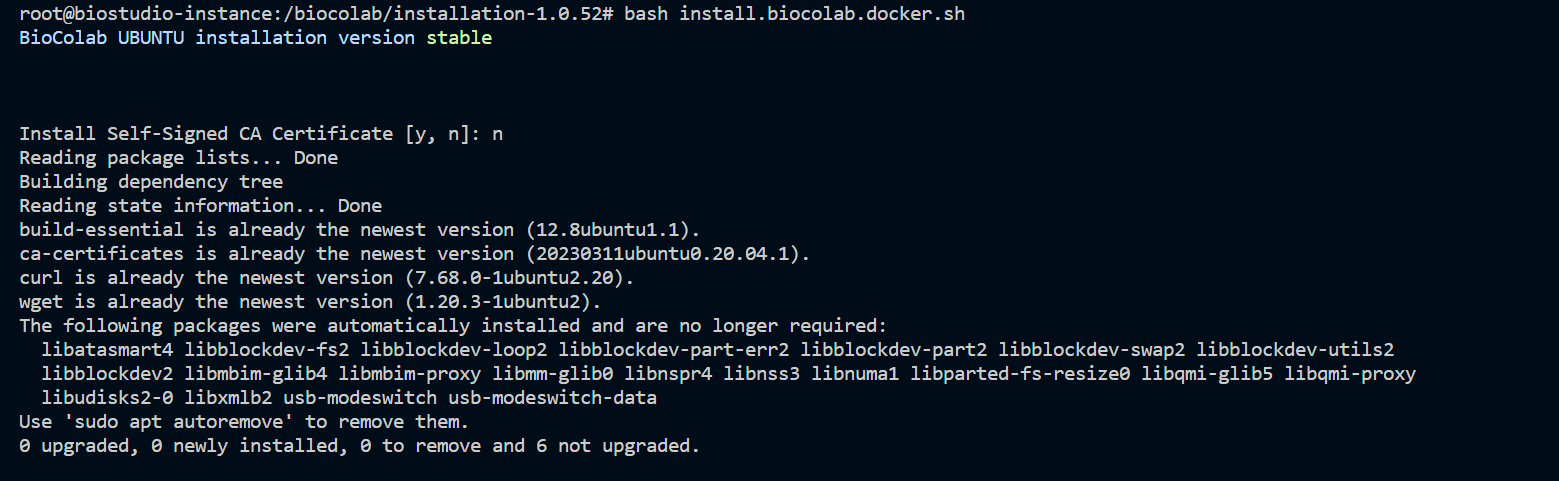 root@biostudio-instance:/biocolab/installation-1.0.52# bash install.biocolab.docker.sh
BioColab UBUNTU installation version stable
Install Self-Signed CA Certificate [y, n]: n
Reading package lists... Done
Building dependency tree
Reading state information... Done
build-essential is already the newest version (12.8ubuntu1.1).
ca-certificates is already the newest version (20230311ubuntu0.20.04.1).
curl is already the newest version (7.68.0-1ubuntu2.20).
wget is already the newest version (1.20.3-1ubuntu2).
The following packages were automatically installed and are no longer required:
  libatasmart4 libblockdev-fs2 libblockdev-loop2 libblockdev-part-err2 libblockdev-part2 libblockdev-swap2 libblockdev-utils2
  libblockdev2 libmbim-glib4 libmbim-proxy libmm-glib0 libnspr4 libnss3 libnuma1 libparted-fs-resize0 libqmi-glib5 libqmi-proxy
  libudisks2-0 libxmlb2 usb-modeswitch usb-modeswitch-data
Use 'sudo apt autoremove' to remove them.
0 upgraded, 0 newly installed, 0 to remove and 6 not upgraded.